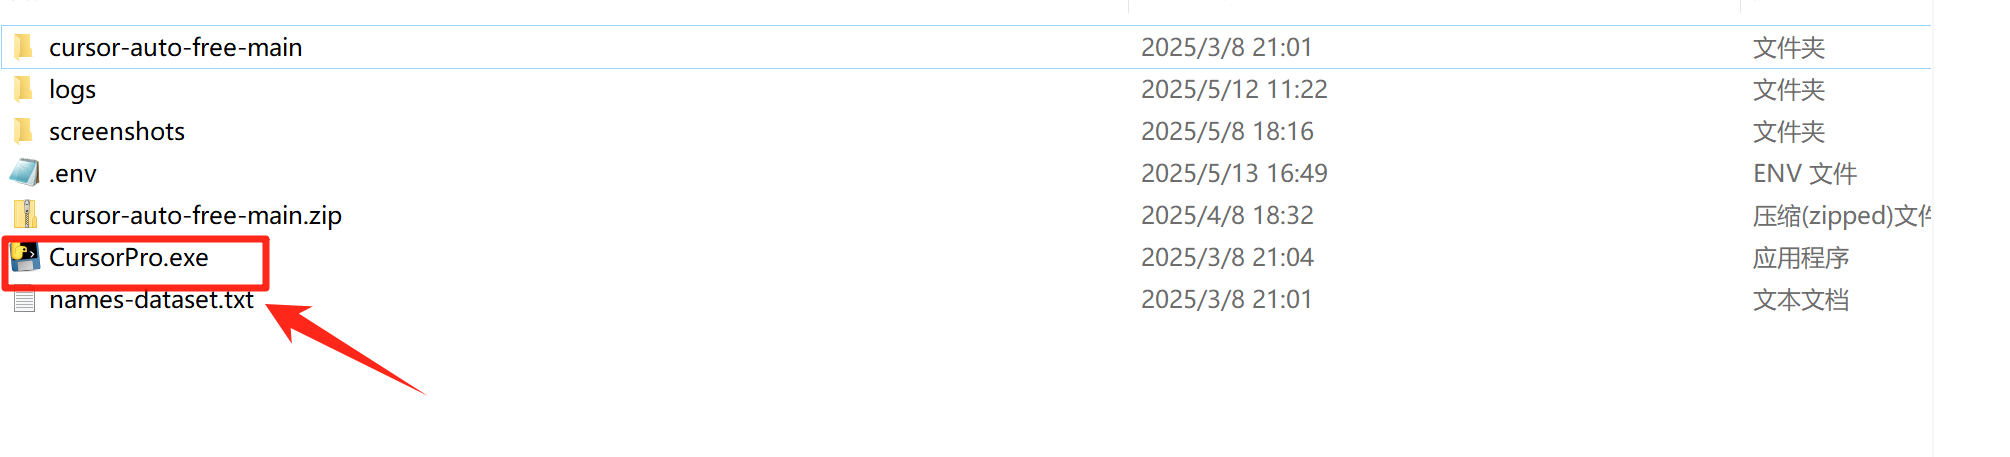 cursor-auto-free-main 2025/3/8 21:01 文件夹
logs 2025/5/12 11:22 文件夹
screenshots 2025/5/8 18:16 文件夹
.env 2025/5/13 16:49 ENV 文件
cursor-auto-free-main.zip 2025/4/8 18:32 压缩(zipped)文件
CursorPro.exe 2025/3/8 21:04 应用程序
names-dataset.txt 2025/3/8 21:01 文本文档